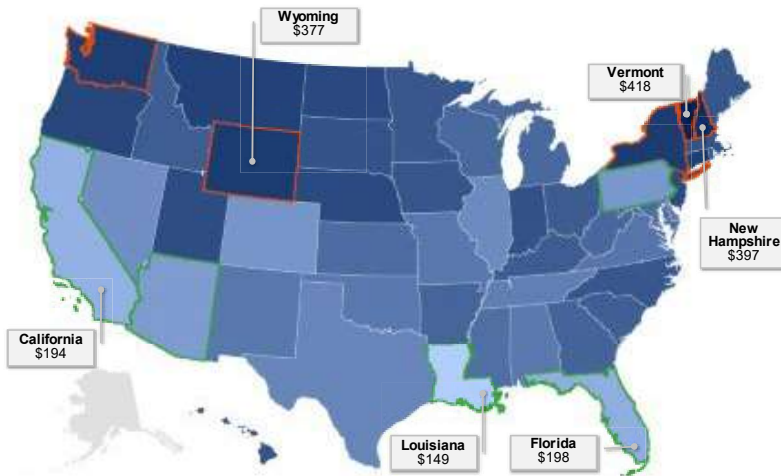 Wyoming
$377
Vermont
$418
New
Hampshire
$397
California
$194
Louisiana
$149
Florida
$198